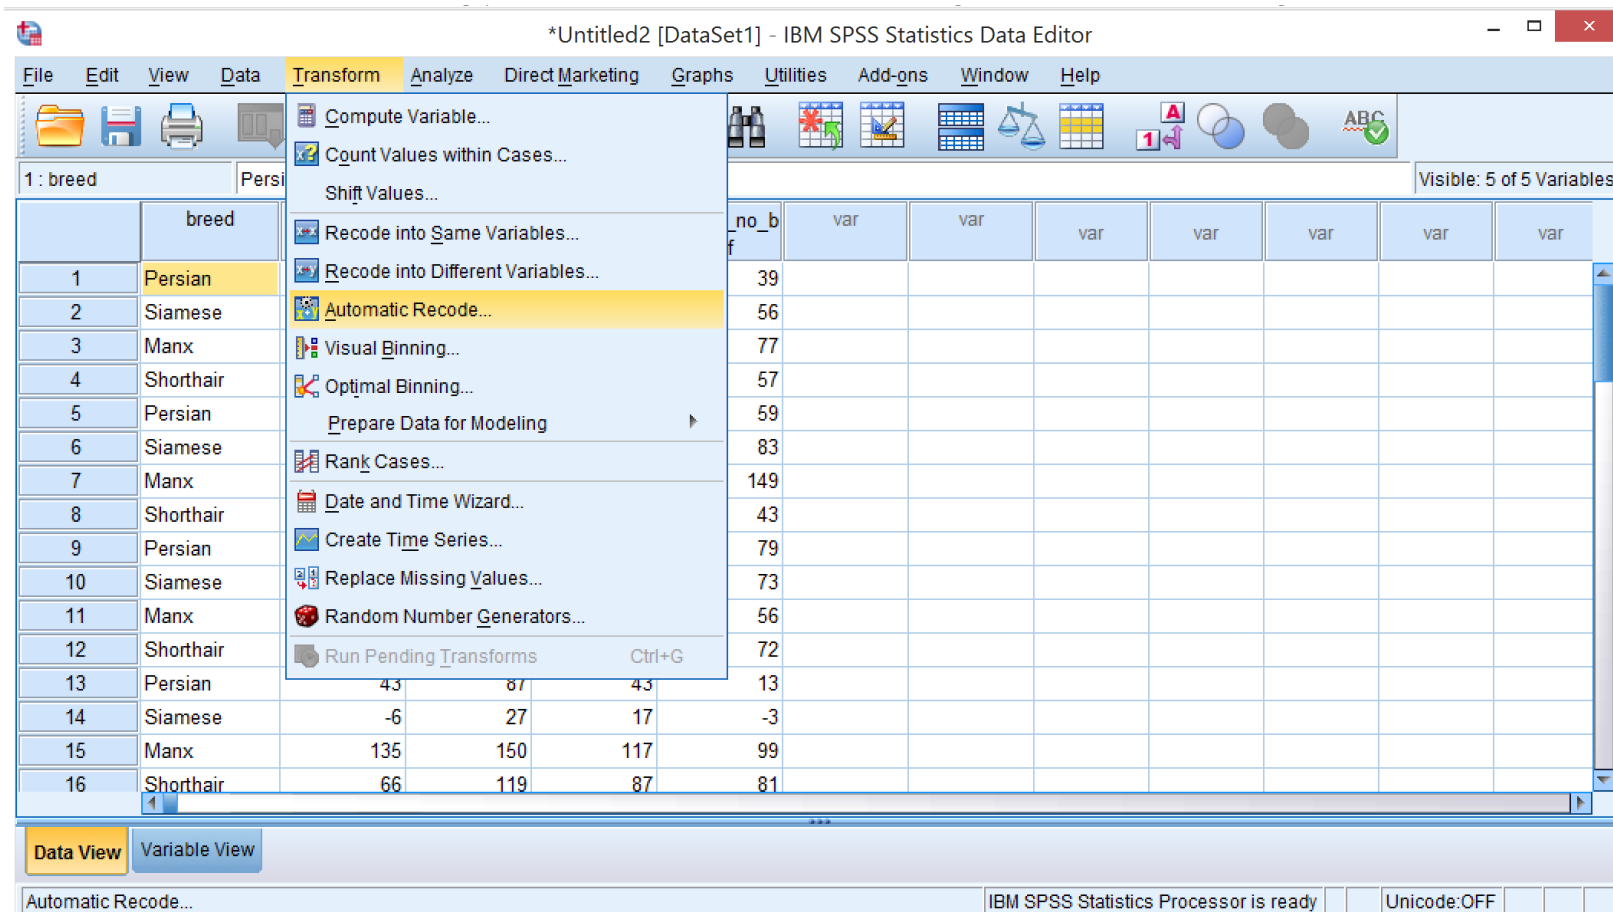 *Untitled2 [DataSet1] - IBM SPSS Statistics Data Editor
File Edit View Data Transform Analyze Direct Marketing Graphs Utilities Add-ons Window Help
A
1
ABC
1 : breed
Visible: 5 of 5 Variables
Compute Variable...
Count Values within Cases...
Shift Values...
Recode into Same Variables...
Recode into Different Variables...
Automatic Recode...
Visual Binning...
Optimal Binning...
Prepare Data for Modeling
Rank Cases...
Date and Time Wizard...
Create Time Series...
Replace Missing Values...
Random Number Generators...
Run Pending Transforms Ctrl+G
breed _no_b var var var var var var var
f
1 Persian 39
2 Siamese 56
3 Manx 77
4 Shorthair 57
5 Persian 59
6 Siamese 83
7 Manx 149
8 Shorthair 43
9 Persian 79
10 Siamese 73
11 Manx 56
12 Shorthair 72
13 Persian 43 87 43 13
14 Siamese -6 27 17 -3
15 Manx 135 150 117 99
16 Shorthair 66 119 87 81
Data View Variable View
Automatic Recode... IBM SPSS Statistics Processor is ready Unicode:OFF